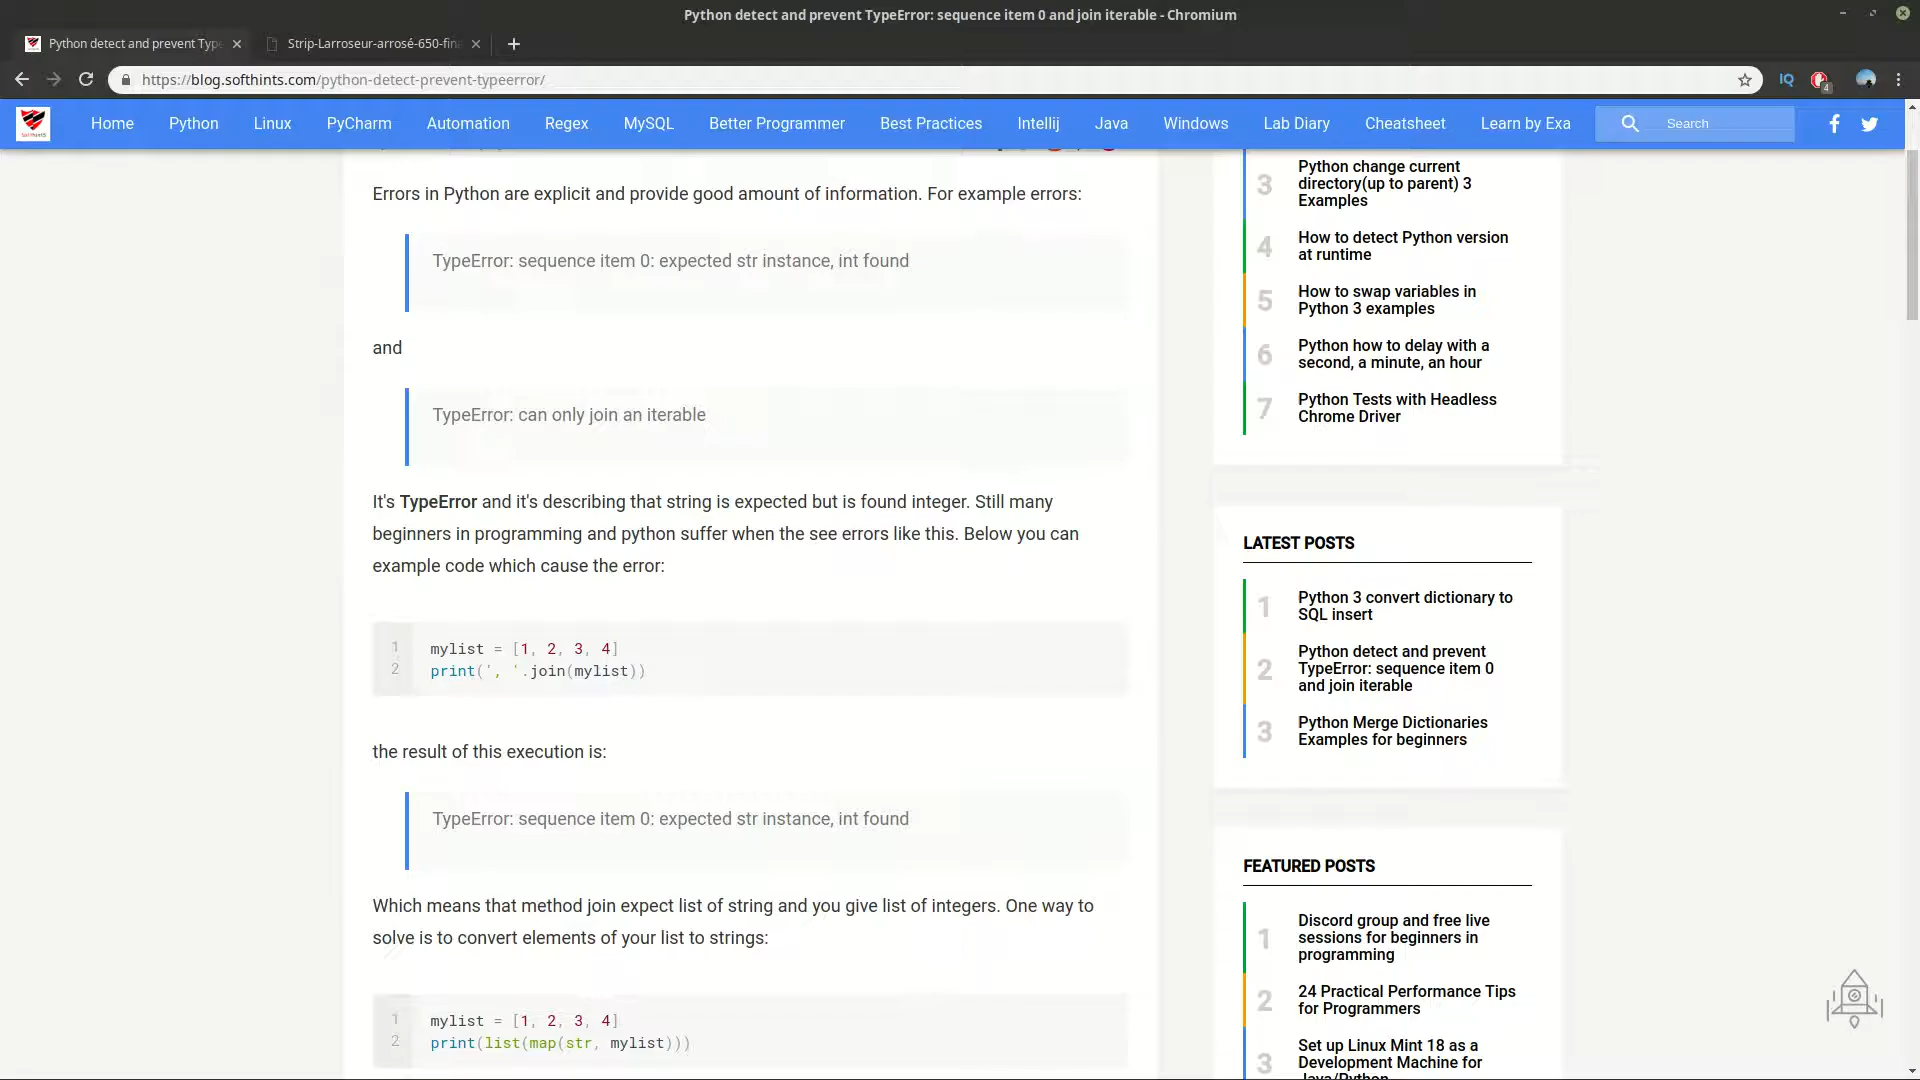 Python detect and prevent TypeError: sequence item 0 and join iterable - Chromium
Python detect and prevent Type
Strip-Larroseur-arrosé-650-fina
https://blog.softhints.com/python-detect-prevent-typeerror/
IQ
4
Home Python Linux PyCharm Automation Regex MySQL Better Programmer Best Practices Intellij Java Windows Lab Diary Cheatsheet Learn by Exa Search
Errors in Python are explicit and provide good amount of information. For example errors:
TypeError: sequence item 0: expected str instance, int found
and
TypeError: can only join an iterable
It's TypeError and it's describing that string is expected but is found integer. Still many
beginners in programming and python suffer when the see errors like this. Below you can
example code which cause the error:
1 mylist = [1, 2, 3, 4]
2 print(', '.join(mylist))
the result of this execution is:
TypeError: sequence item 0: expected str instance, int found
Which means that method join expect list of string and you give list of integers. One way to
solve is to convert elements of your list to strings:
1 mylist = [1, 2, 3, 4]
2 print(list(map(str, mylist)))
3 Python change current
directory(up to parent) 3
Examples
4 How to detect Python version
at runtime
5 How to swap variables in
Python 3 examples
6 Python how to delay with a
second, a minute, an hour
7 Python Tests with Headless
Chrome Driver
LATEST POSTS
1 Python 3 convert dictionary to
SQL insert
2 Python detect and prevent
TypeError: sequence item 0
and join iterable
3 Python Merge Dictionaries
Examples for beginners
FEATURED POSTS
1 Discord group and free live
sessions for beginners in
programming
2 24 Practical Performance Tips
for Programmers
3 Set up Linux Mint 18 as a
Development Machine for
Java/Python